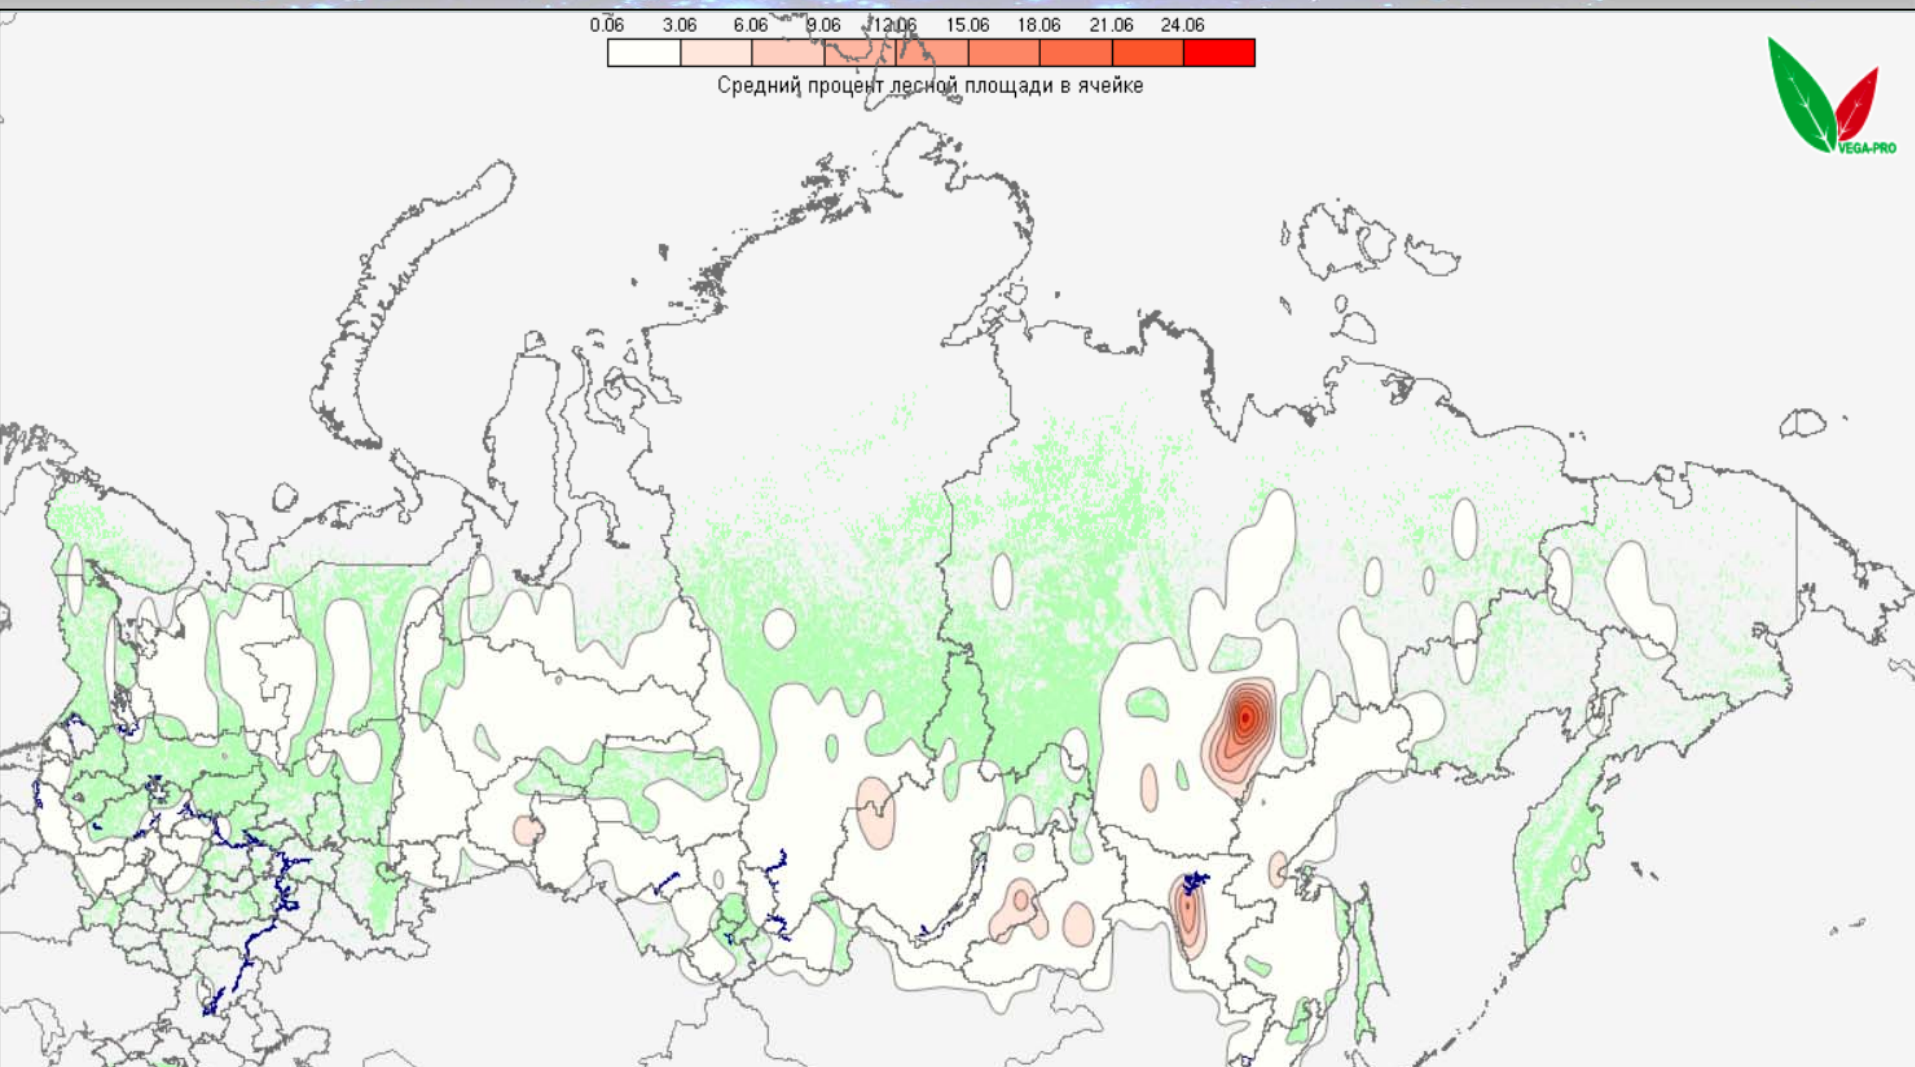 0.06 3.06 6.06 9.06 12.06 15.06 18.06 21.06 24.06
Средний процент лесной площади в ячейке
VEGA-PRO